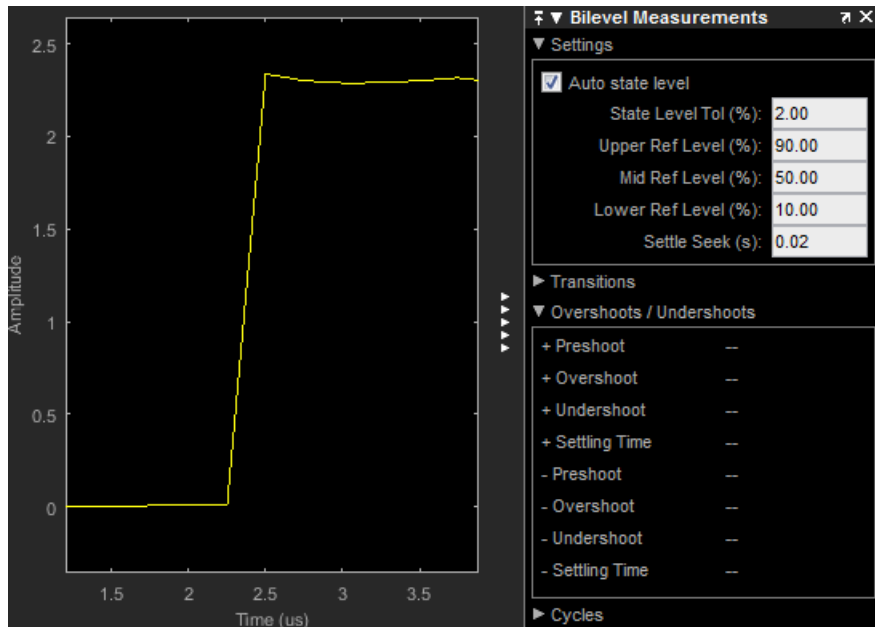 2.5
2
1.5
1
0.5
0
Amplitude
1.5 2 2.5 3 3.5
Time (us)
Bilevel Measurements
Settings
Auto state level
State Level Tol (%): 2.00
Upper Ref Level (%): 90.00
Mid Ref Level (%): 50.00
Lower Ref Level (%): 10.00
Settle Seek (s): 0.02
Transitions
Overshoots / Undershoots
+ Preshoot --
+ Overshoot --
+ Undershoot --
+ Settling Time --
- Preshoot --
- Overshoot --
- Undershoot --
- Settling Time --
Cycles